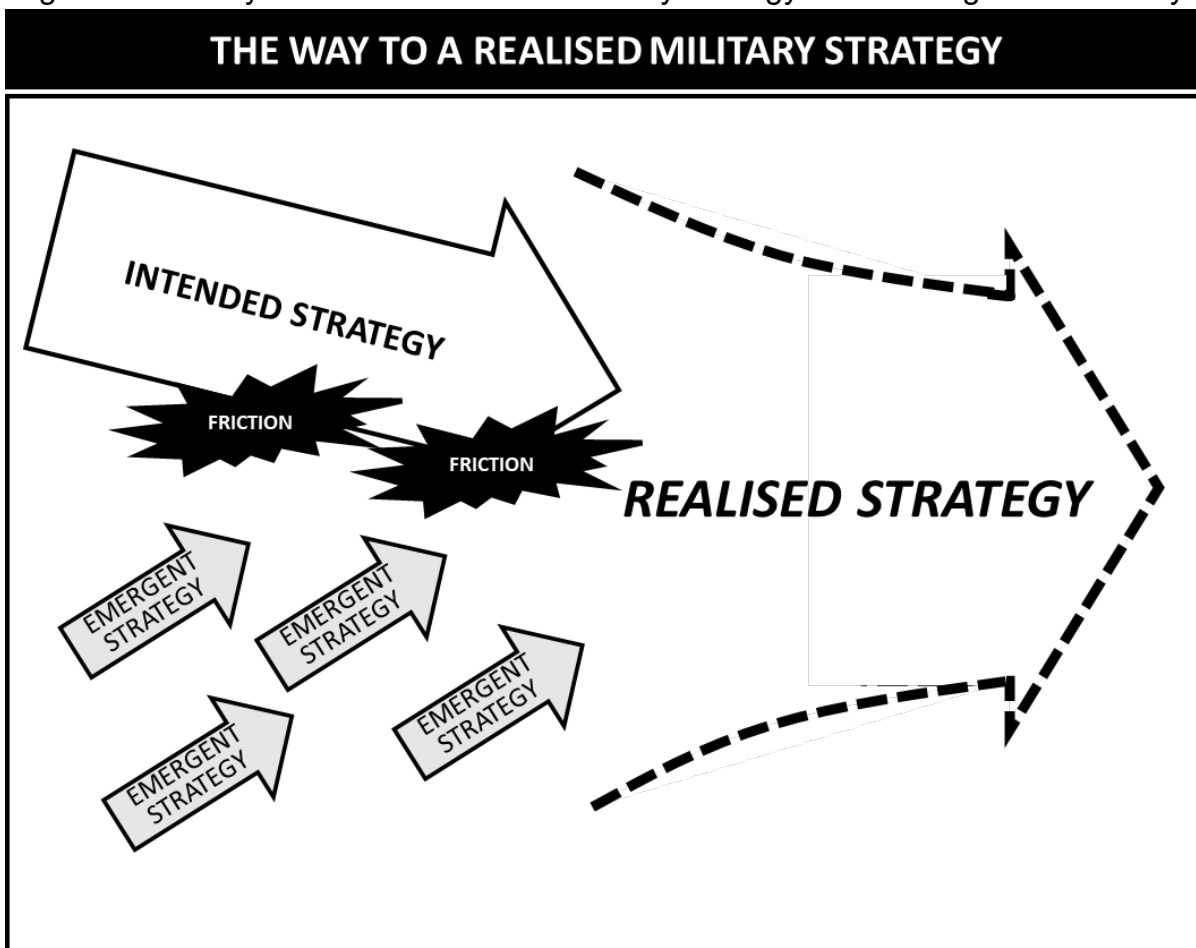 THE WAY TO A REALISED MILITARY STRATEGY
INTENDED STRATEGY
FRICTION
FRICTION
REALISED STRATEGY
EMERGENT
STRATEGY
EMERGENT
STRATEGY
EMERGENT
STRATEGY
EMERGENT
STRATEGY